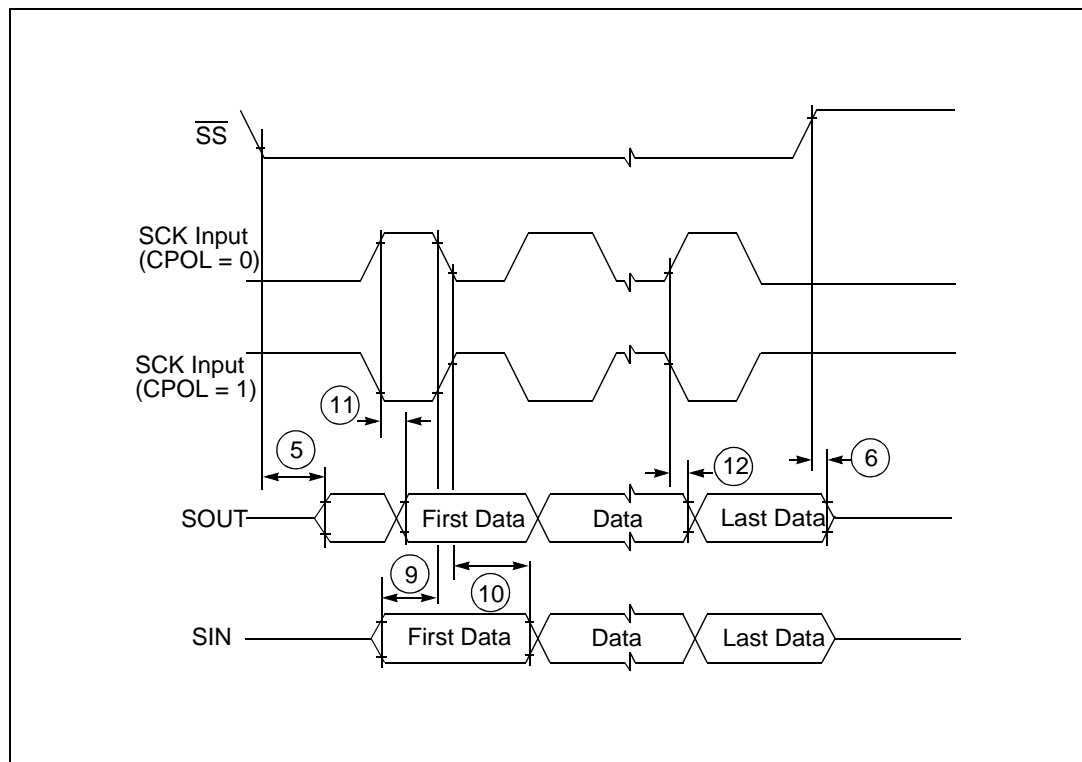 SS
SCK Input
(CPOL = 0)
SCK Input
(CPOL = 1)
11
5
12
6
SOUT
First Data
Data
Last Data
9
10
SIN
First Data
Data
Last Data